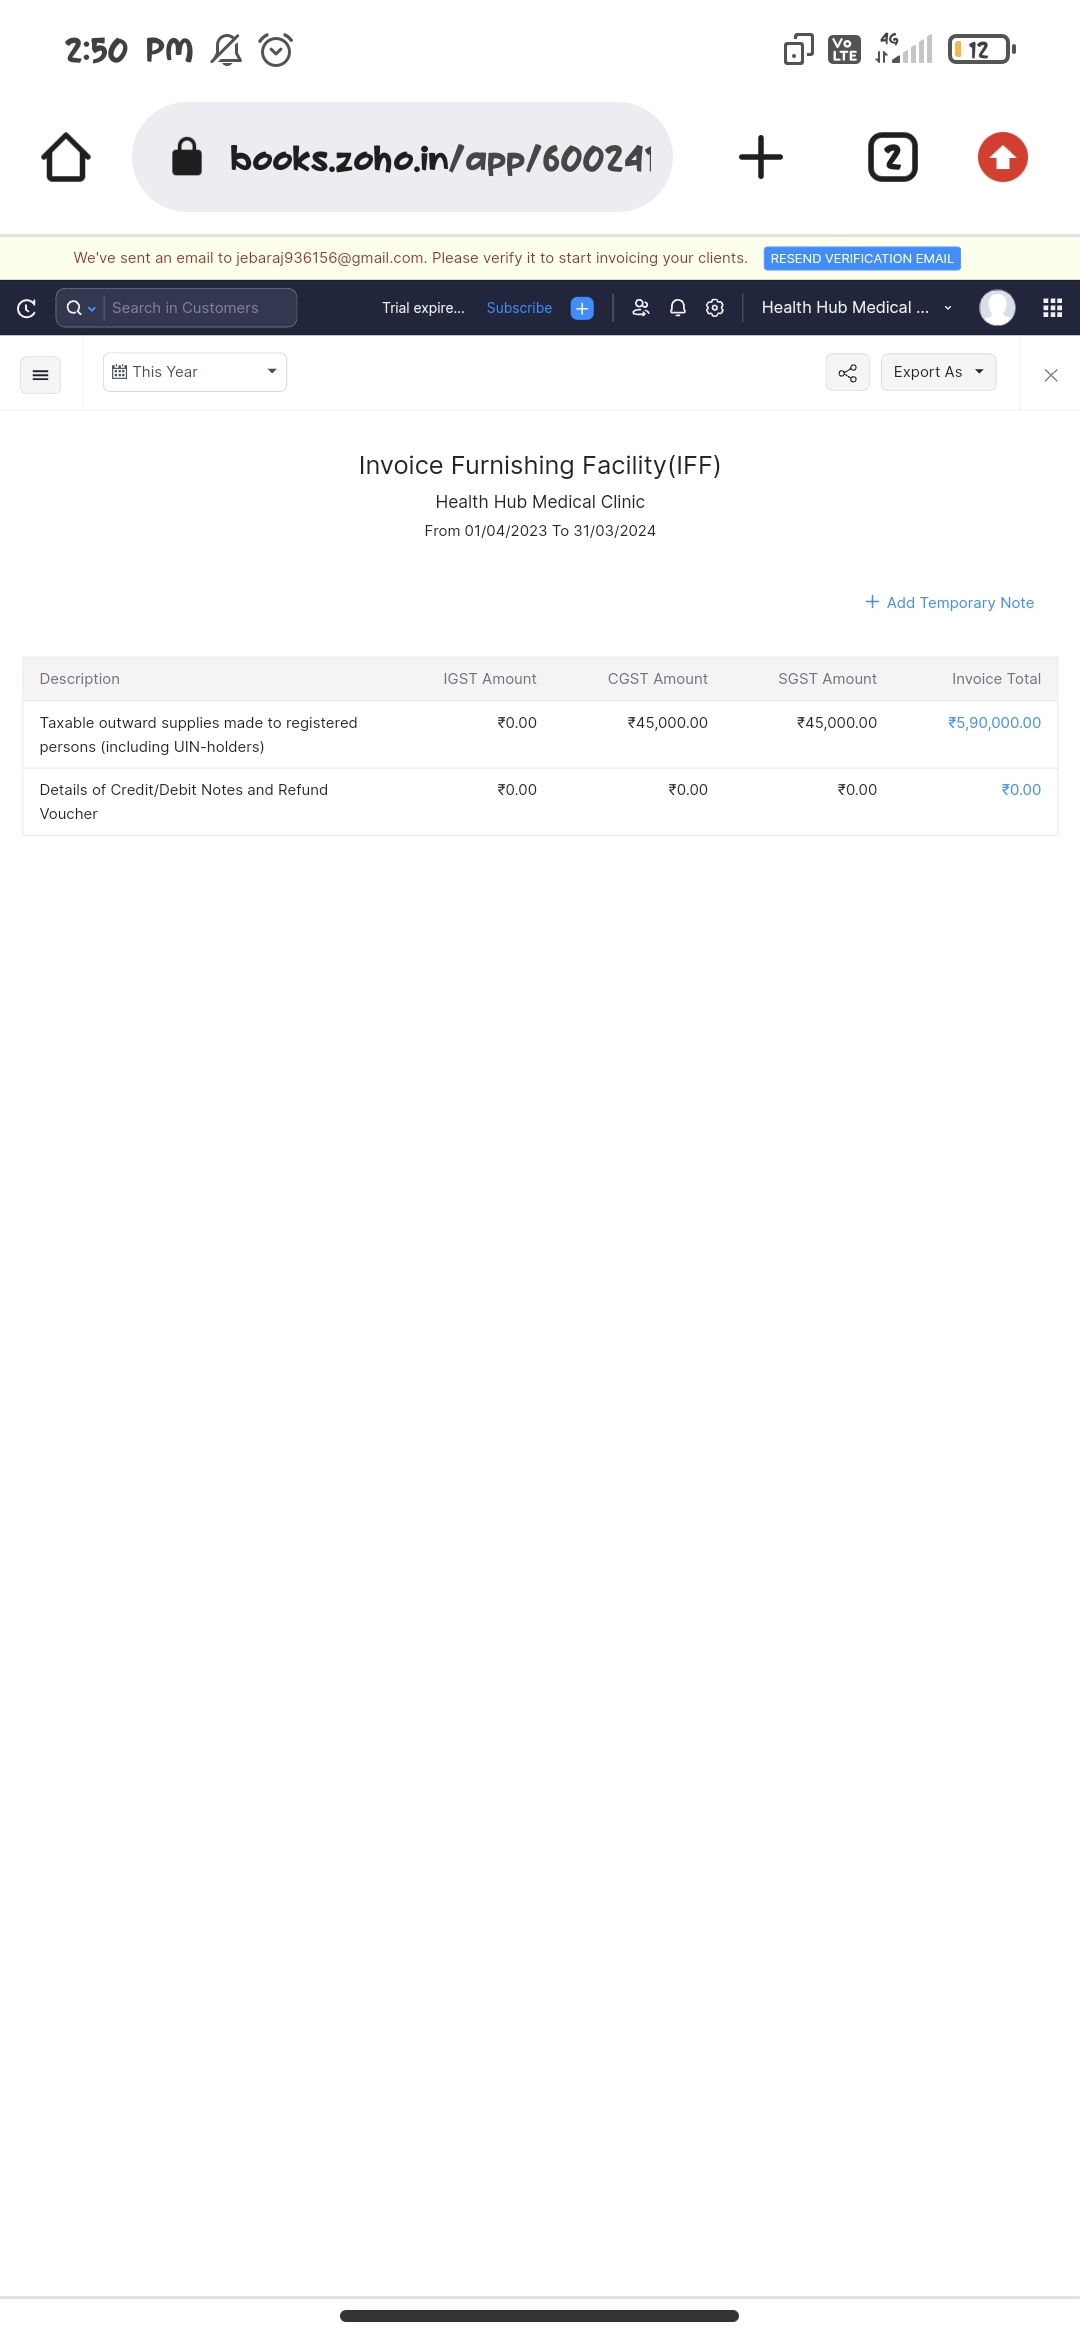 2:50 PM
Vo LTE 4G 12
books.zoho.in/app/600241
2
We've sent an email to jebaraj936156@gmail.com. Please verify it to start invoicing your clients. RESEND VERIFICATION EMAIL
Search in Customers Trial expire... Subscribe Health Hub Medical ...
This Year Export As
Invoice Furnishing Facility(IFF)
Health Hub Medical Clinic
From 01/04/2023 To 31/03/2024
+ Add Temporary Note
Description IGST Amount CGST Amount SGST Amount Invoice Total
Taxable outward supplies made to registered ₹0.00 ₹45,000.00 ₹45,000.00 ₹5,90,000.00
persons (including UIN-holders)
Details of Credit/Debit Notes and Refund ₹0.00 ₹0.00 ₹0.00 ₹0.00
Voucher